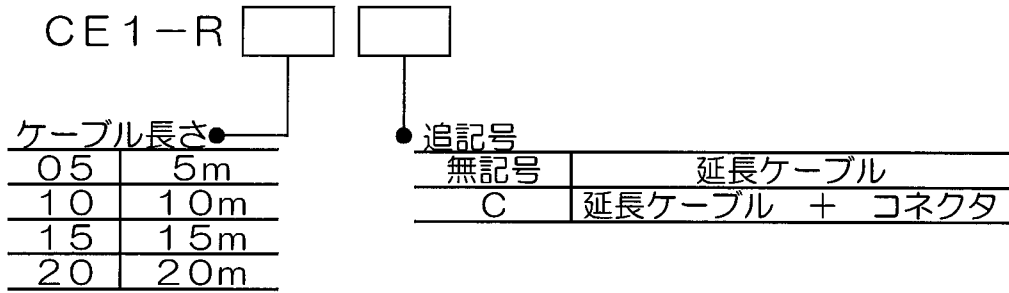 CE1-R
ケーブル長さ
05 5m
10 10m
15 15m
20 20m
追記号
無記号 延長ケーブル
C 延長ケーブル + コネクタ